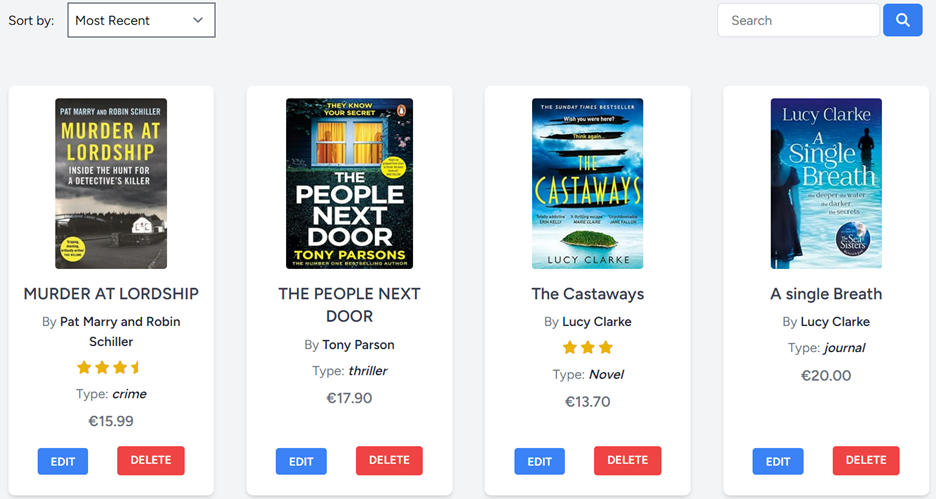 Sort by: Most Recent
Search
PAT MARRY AND ROBIN SCHILLER
MURDER AT
LORDSHIP
INSIDE THE HUNT FOR
A DETECTIVE'S KILLER
MURDER AT LORDSHIP
By Pat Marry and Robin
Schiller
Type: crime
€15.99
EDIT
DELETE
THEY KNOW
YOUR SECRET
THE
PEOPLE
NEXT
DOOR
TONY PARSONS
THE NUMBER ONE BESTSELLING AUTHOR
THE PEOPLE NEXT
DOOR
By Tony Parson
Type: thriller
€17.90
EDIT
DELETE
THE SUNDAY TIMES BESTSELLER
Wish you were here?
Think again.
THE
CASTAWAYS
LUCY CLARKE
The Castaways
By Lucy Clarke
Type: Novel
€13.70
EDIT
DELETE
Lucy Clarke
A
Single
Breath
the deeper the water
the darker
the secrets
The Sea
Sisters
A single Breath
By Lucy Clarke
Type: journal
€20.00
EDIT
DELETE